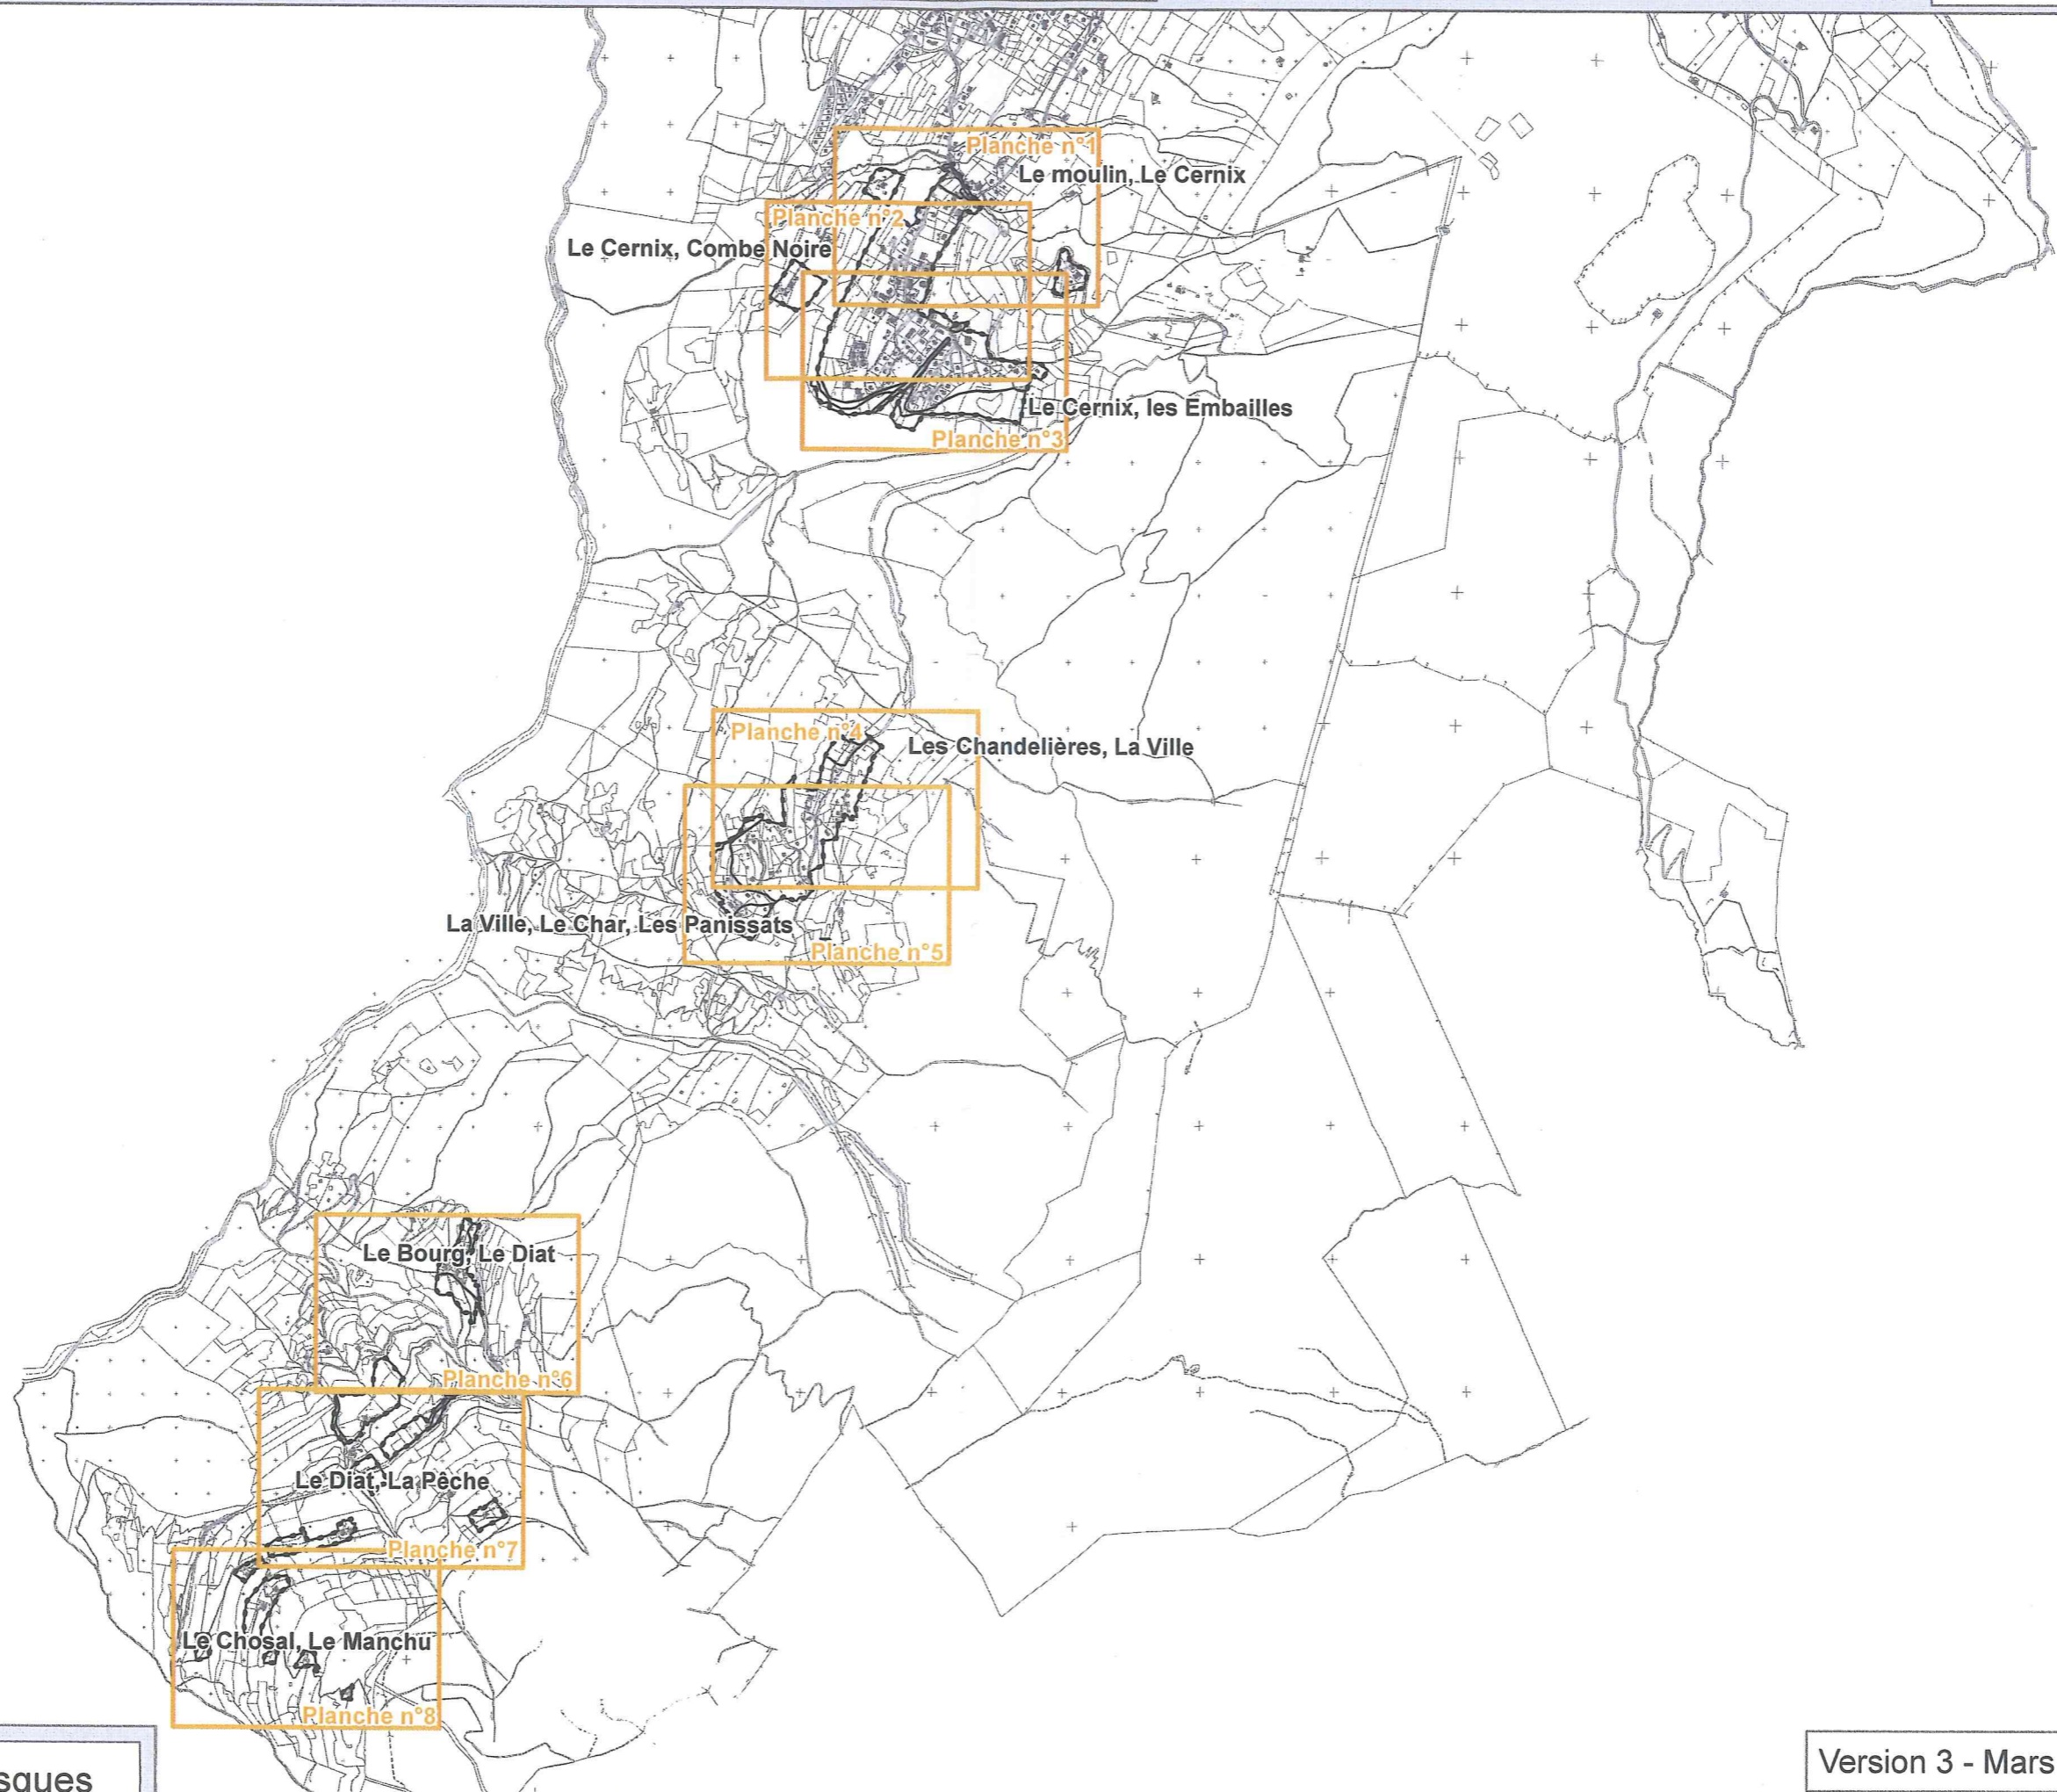 Planche n°1
Le moulin, Le Cernix
Planche n°2
Le Cernix, Combe Noire
Le Cernix, les Embailles
Planche n°3
Planche n°4
Les Chandelières, La Ville
La Ville, Le Char, Les Panissats
Planche n°5
Le Bourg, Le Diat
Planche n°6
Le Diat, La Pêche
Planche n°7
Le Chosal, Le Manchu
Planche n°8
Version 3 - Mars